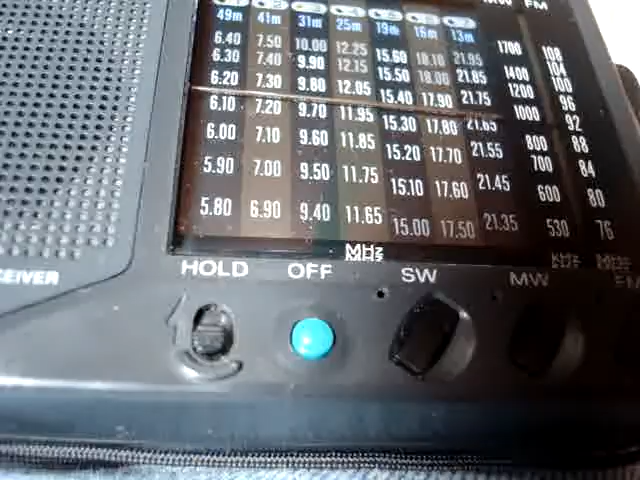 MW FM
49m 41m 31m 25m 19m 16m 13m
6.40 7.50 10.00 12.25 15.60 18.10 21.95 1700 108
6.30 7.40 9.90 12.15 15.50 18.00 21.85 1400 104
6.20 7.30 9.80 12.05 15.40 17.90 21.75 1200 100
6.10 7.20 9.70 11.95 15.30 17.80 21.65 1000 96
92
6.00 7.10 9.60 11.85 15.20 17.70 21.55 800 88
5.90 7.00 9.50 11.75 15.10 17.60 21.45 700 84
600 80
5.80 6.90 9.40 11.65 15.00 17.50 21.35 530 76
MHz kHz MHz
CEIVER HOLD OFF SW MW FM